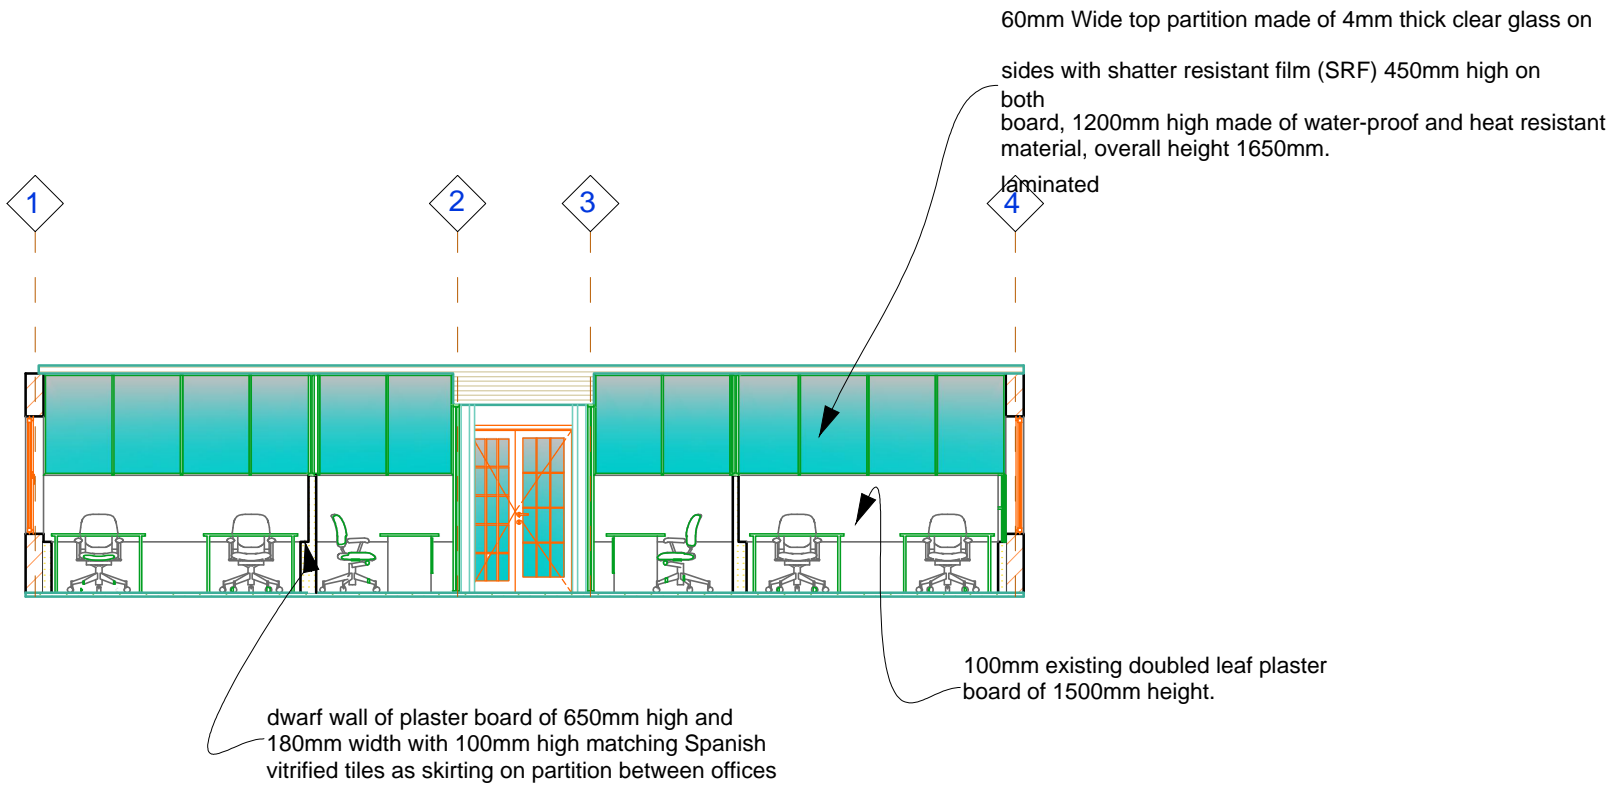 60mm Wide top partition made of 4mm thick clear glass on
sides with shatter resistant film (SRF) 450mm high on
both
board, 1200mm high made of water-proof and heat resistant
material, overall height 1650mm.
laminated
1
2
3
4
100mm existing doubled leaf plaster
board of 1500mm height.
dwarf wall of plaster board of 650mm high and
180mm width with 100mm high matching Spanish
vitrified tiles as skirting on partition between offices